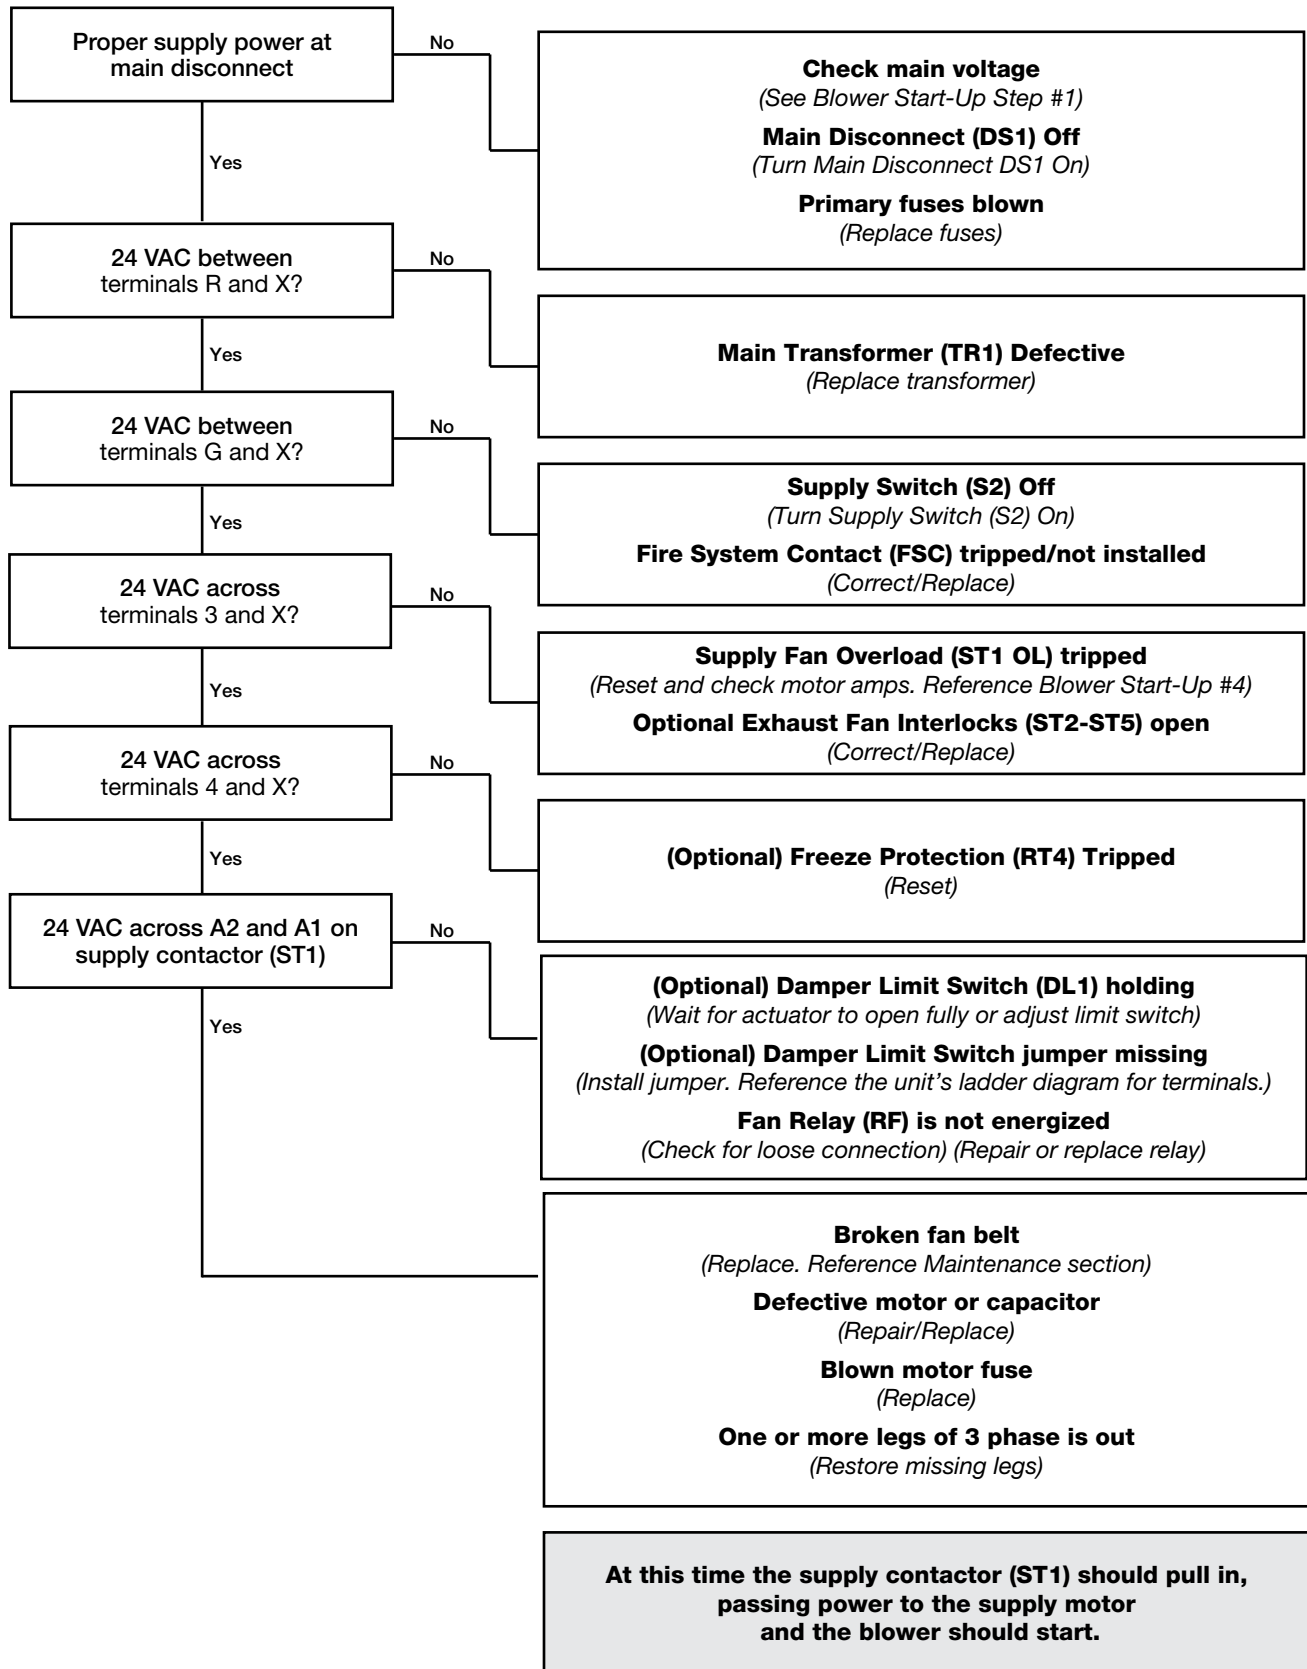 Proper supply power at
main disconnect
No
Check main voltage
(See Blower Start-Up Step #1)
Main Disconnect (DS1) Off
(Turn Main Disconnect DS1 On)
Primary fuses blown
(Replace fuses)
Yes
24 VAC between
terminals R and X?
No
Main Transformer (TR1) Defective
(Replace transformer)
Yes
24 VAC between
terminals G and X?
No
Supply Switch (S2) Off
(Turn Supply Switch (S2) On)
Fire System Contact (FSC) tripped/not installed
(Correct/Replace)
Yes
24 VAC across
terminals 3 and X?
No
Supply Fan Overload (ST1 OL) tripped
(Reset and check motor amps. Reference Blower Start-Up #4)
Optional Exhaust Fan Interlocks (ST2-ST5) open
(Correct/Replace)
Yes
24 VAC across
terminals 4 and X?
No
(Optional) Freeze Protection (RT4) Tripped
(Reset)
Yes
24 VAC across A2 and A1 on
supply contactor (ST1)
No
(Optional) Damper Limit Switch (DL1) holding
(Wait for actuator to open fully or adjust limit switch)
(Optional) Damper Limit Switch jumper missing
(Install jumper. Reference the unit's ladder diagram for terminals.)
Fan Relay (RF) is not energized
(Check for loose connection) (Repair or replace relay)
Yes
Broken fan belt
(Replace. Reference Maintenance section)
Defective motor or capacitor
(Repair/Replace)
Blown motor fuse
(Replace)
One or more legs of 3 phase is out
(Restore missing legs)
At this time the supply contactor (ST1) should pull in,
passing power to the supply motor
and the blower should start.